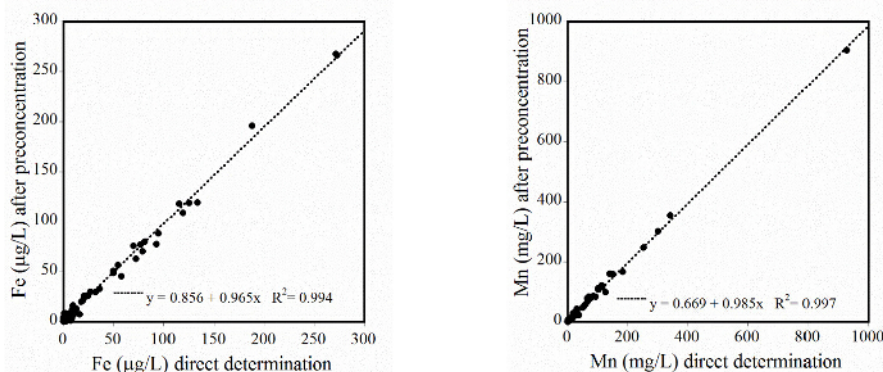 300
250
200
150
100
50
0
Fe (µg/L) after preconcentration
y = 0.856 + 0.965x R²= 0.994
0 50 100 150 200 250 300
Fe (µg/L) direct determination
1000
800
600
400
200
0
Mn (mg/L) after preconcentration
y = 0.669 + 0.985x R²= 0.997
0 200 400 600 800 1000
Mn (mg/L) direct determination